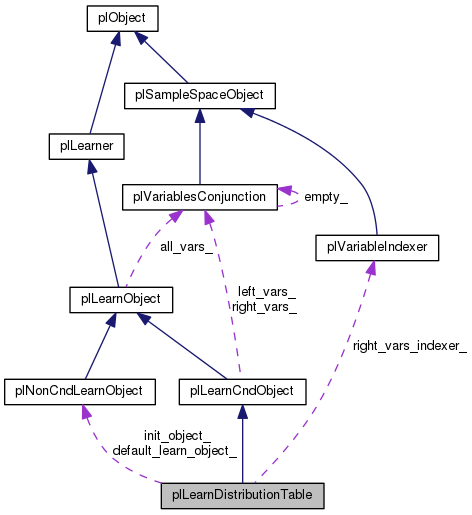 plObject
plSampleSpaceObject
plLearner
plVariablesConjunction
empty_
plVariableIndexer
all_vars_
plLearnObject
left_vars_
right_vars_
right_vars_indexer_
plNonCndLearnObject
plLearnCndObject
init_object_
default_learn_object_
plLearnDistributionTable